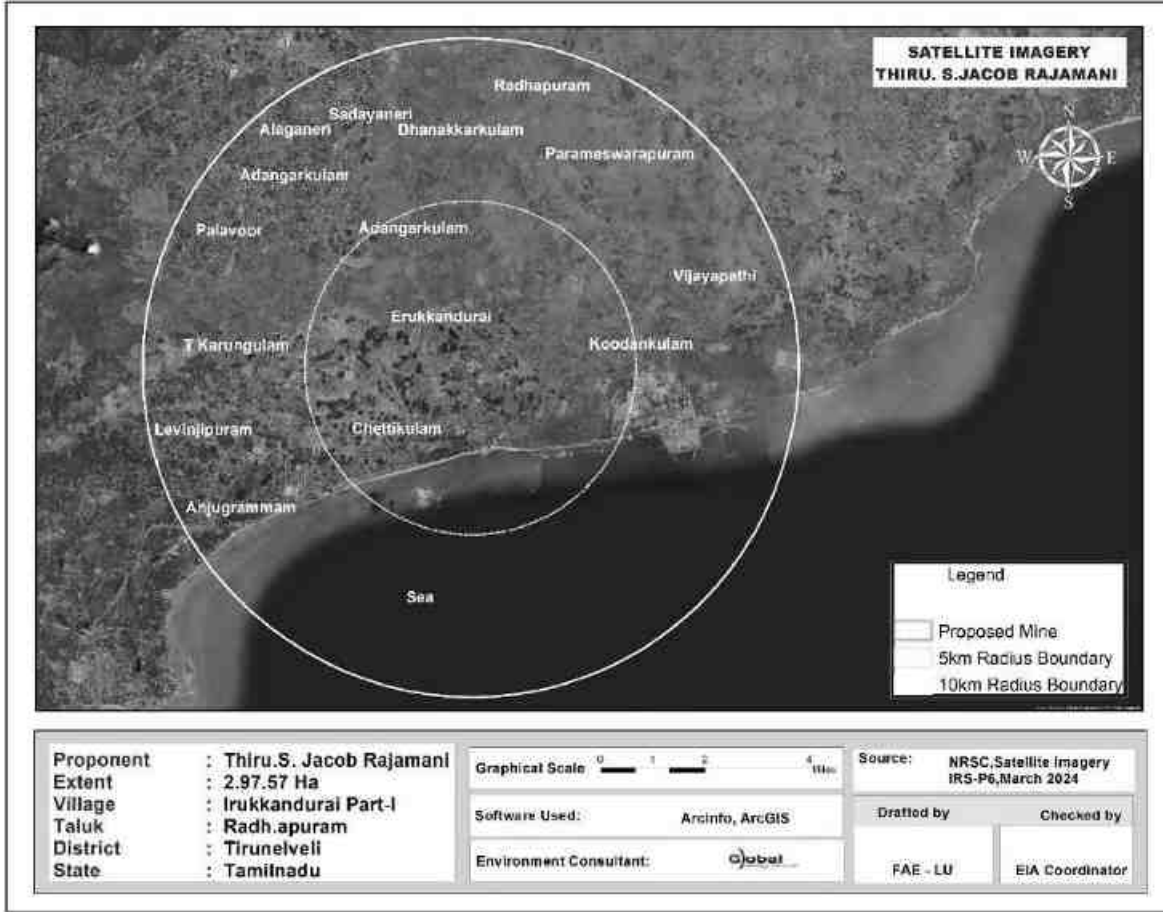 SATELLITE IMAGERY
THIRU. S.JACOB RAJAMANI
N
W E
S
Radhapuram
Sadayaneri
Alaganeri
Dhanakkarkulam
Parameswarapuram
Adangarkulam
Palavoor
Adangarkulam
Vijayapathi
Erukkandurai
T Karungulam
Koodankulam
Levinjipuram
Chettikulam
Anjugrammam
Sea
Legend
Proposed Mine
5km Radius Boundary
10km Radius Boundary
Proponent : Thiru.S. Jacob Rajamani
Extent : 2.97.57 Ha
Village : Irukkandurai Part-I
Taluk : Radh.apuram
District : Tirunelveli
State : Tamilnadu
Graphical Scale 0 1 2 4
Software Used: Arcinfo, ArcGIS
Environment Consultant: Global
Source: NRSC,Satellite Imagery
IRS-P6,March 2024
Drafted by Checked by
FAE - LU EIA Coordinator